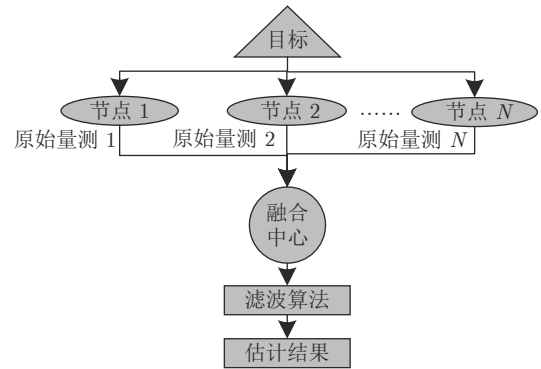 目标
节点 1
节点 2
……
节点 N
原始量测 1
原始量测 2
原始量测 N
融合
中心
滤波算法
估计结果